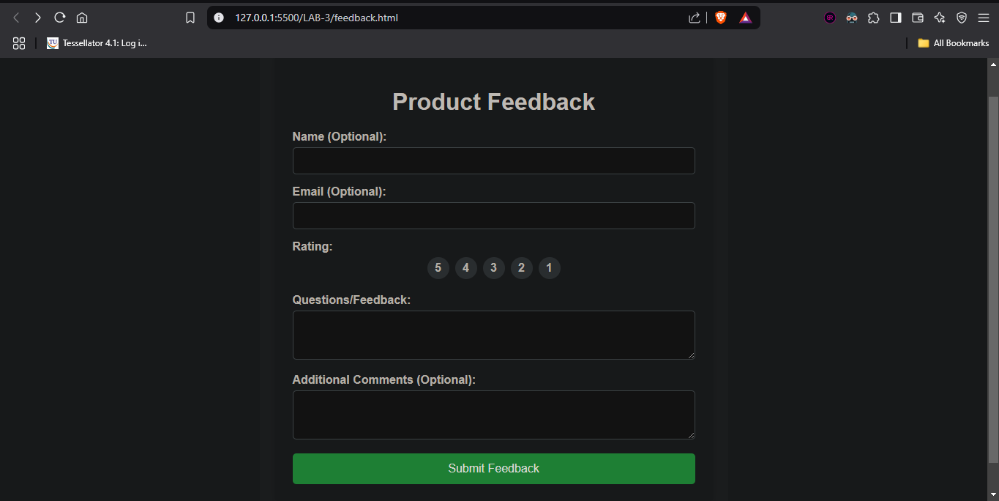 127.0.0.1:5500/LAB-3/feedback.html
TU Tessellator 4.1: Log i...
All Bookmarks
Product Feedback
Name (Optional):
Email (Optional):
Rating:
5 4 3 2 1
Questions/Feedback:
Additional Comments (Optional):
Submit Feedback